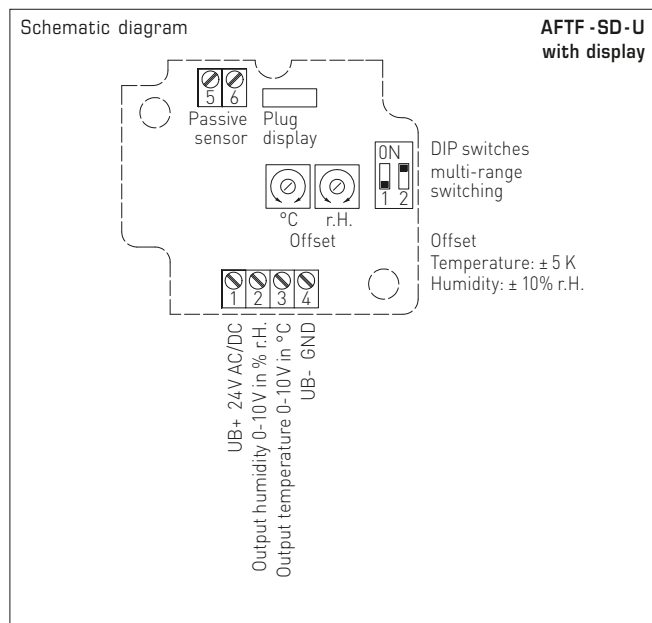 Schematic diagram
AFTF-SD-U
with display
5 6
Passive
sensor
Plug
display
ON
1 2
DIP switches
multi-range
switching
°C
r.H.
Offset
Offset
Temperature: ± 5 K
Humidity: ± 10% r.H.
1 2 3 4
UB+ 24V AC/DC
Output humidity 0-10V in % r.H.
Output temperature 0-10V in °C
UB- GND